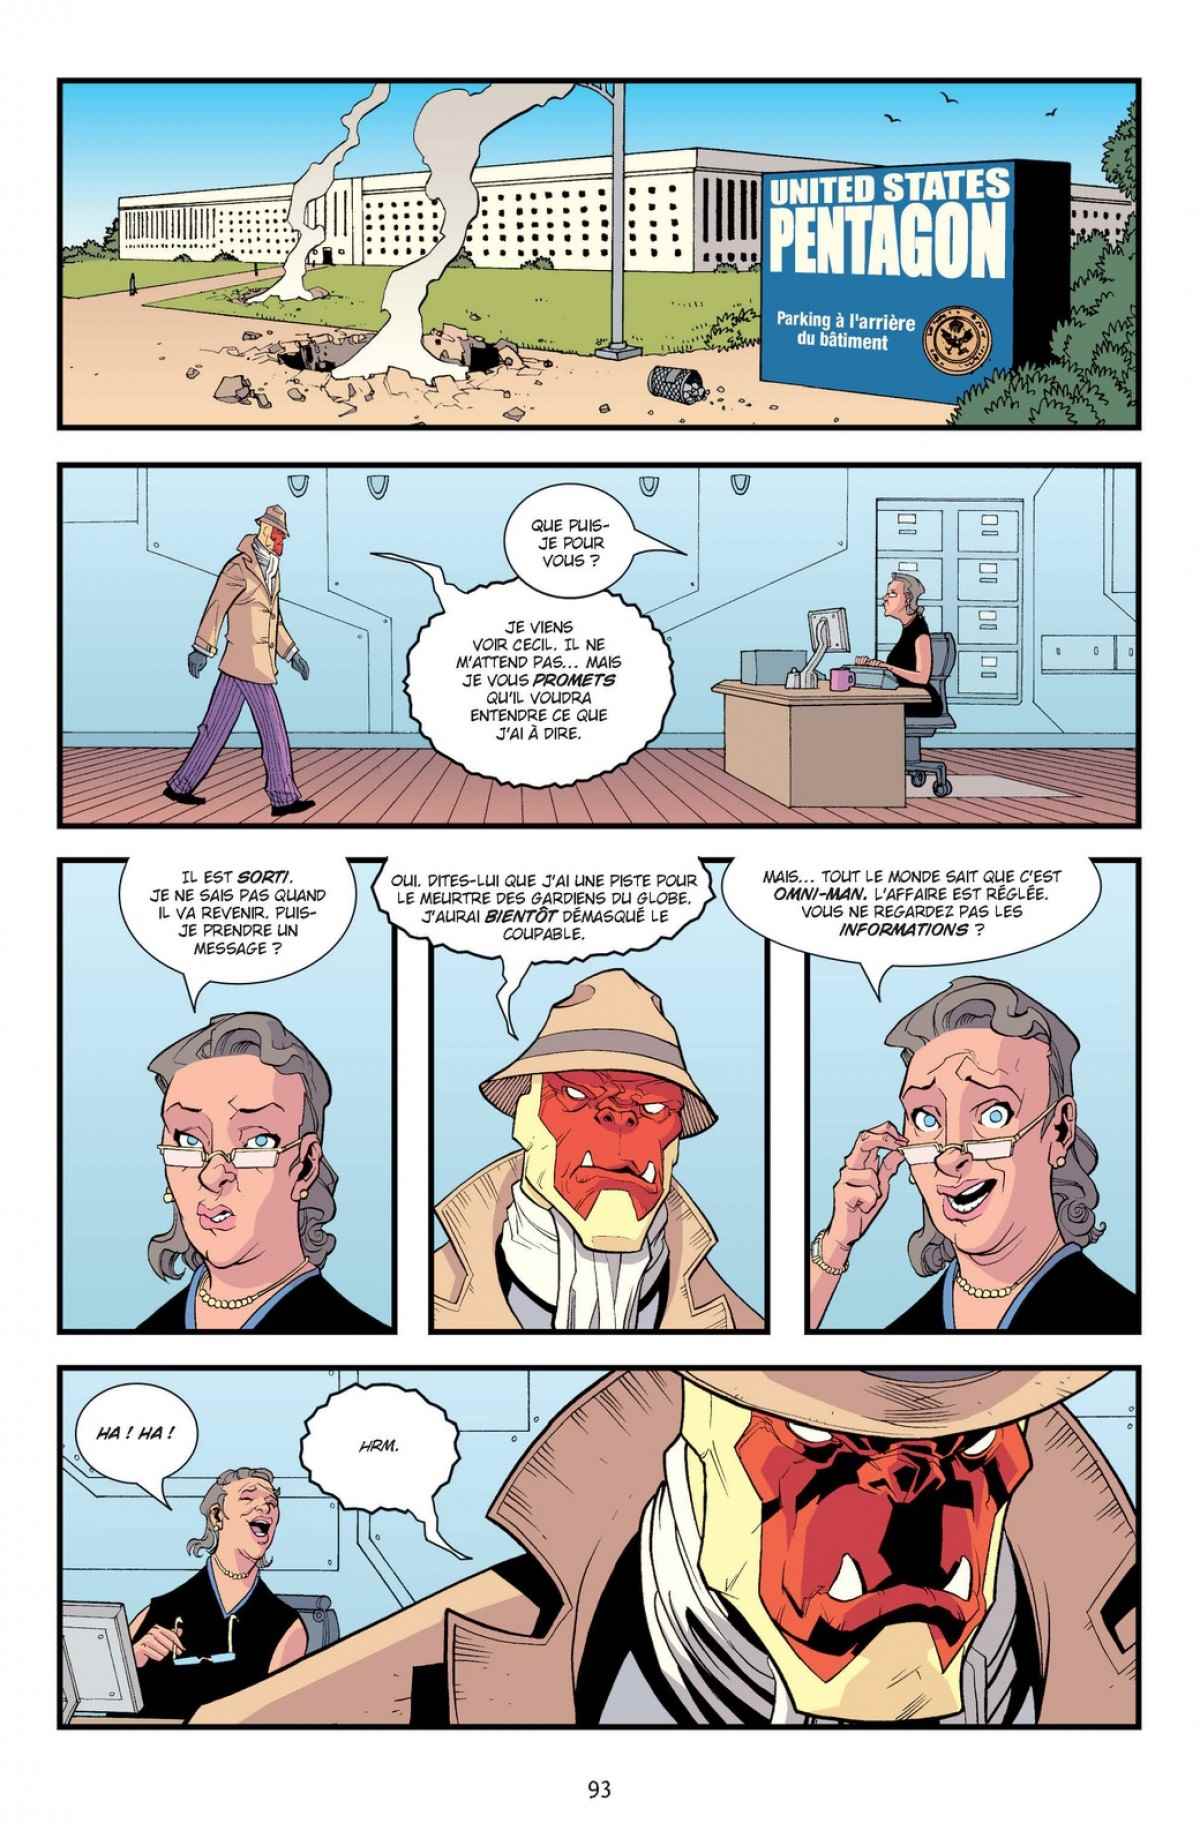 UNITED STATES
PENTAGON
Parking à l'arrière
du bâtiment
QUE PUIS-
JE POUR
VOUS ?
JE VIENS
VOIR CECIL. IL NE
M'ATTEND PAS... MAIS
JE VOUS PROMETS
QU'IL VOUDRA
ENTENDRE CE QUE
J'AI À DIRE.
IL EST SORTI.
JE NE SAIS PAS QUAND
IL VA REVENIR. PUIS-
JE PRENDRE UN
MESSAGE ?
OUI. DITES-LUI QUE J'AI UNE PISTE POUR
LE MEURTRE DES GARDIENS DU GLOBE.
J'AURAI BIENTÔT DÉMASQUÉ LE
COUPABLE.
MAIS... TOUT LE MONDE SAIT QUE C'EST
OMNI-MAN. L'AFFAIRE EST RÉGLÉE.
VOUS NE REGARDEZ PAS LES
INFORMATIONS ?
HA ! HA !
HRM.
93